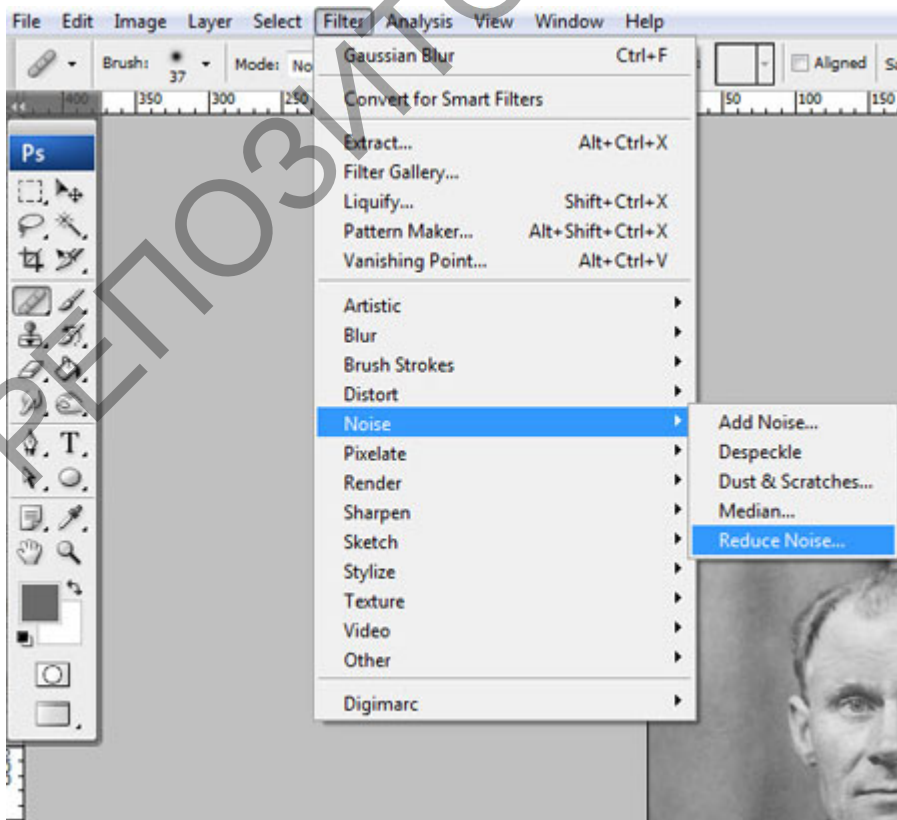 File Edit Image Layer Select Filter Analysis View Window Help
Brush: 37 Mode: No Aligned
400 350 300 250 50 100 150
Ps
T
Gaussian Blur Ctrl+F
Convert for Smart Filters
Extract... Alt+Ctrl+X
Filter Gallery...
Liquify... Shift+Ctrl+X
Pattern Maker... Alt+Shift+Ctrl+X
Vanishing Point... Alt+Ctrl+V
Artistic
Blur
Brush Strokes
Distort
Noise
Pixelate
Render
Sharpen
Sketch
Stylize
Texture
Video
Other
Digimarc
Add Noise...
Despeckle
Dust & Scratches...
Median...
Reduce Noise...
РЕПОЗИТО